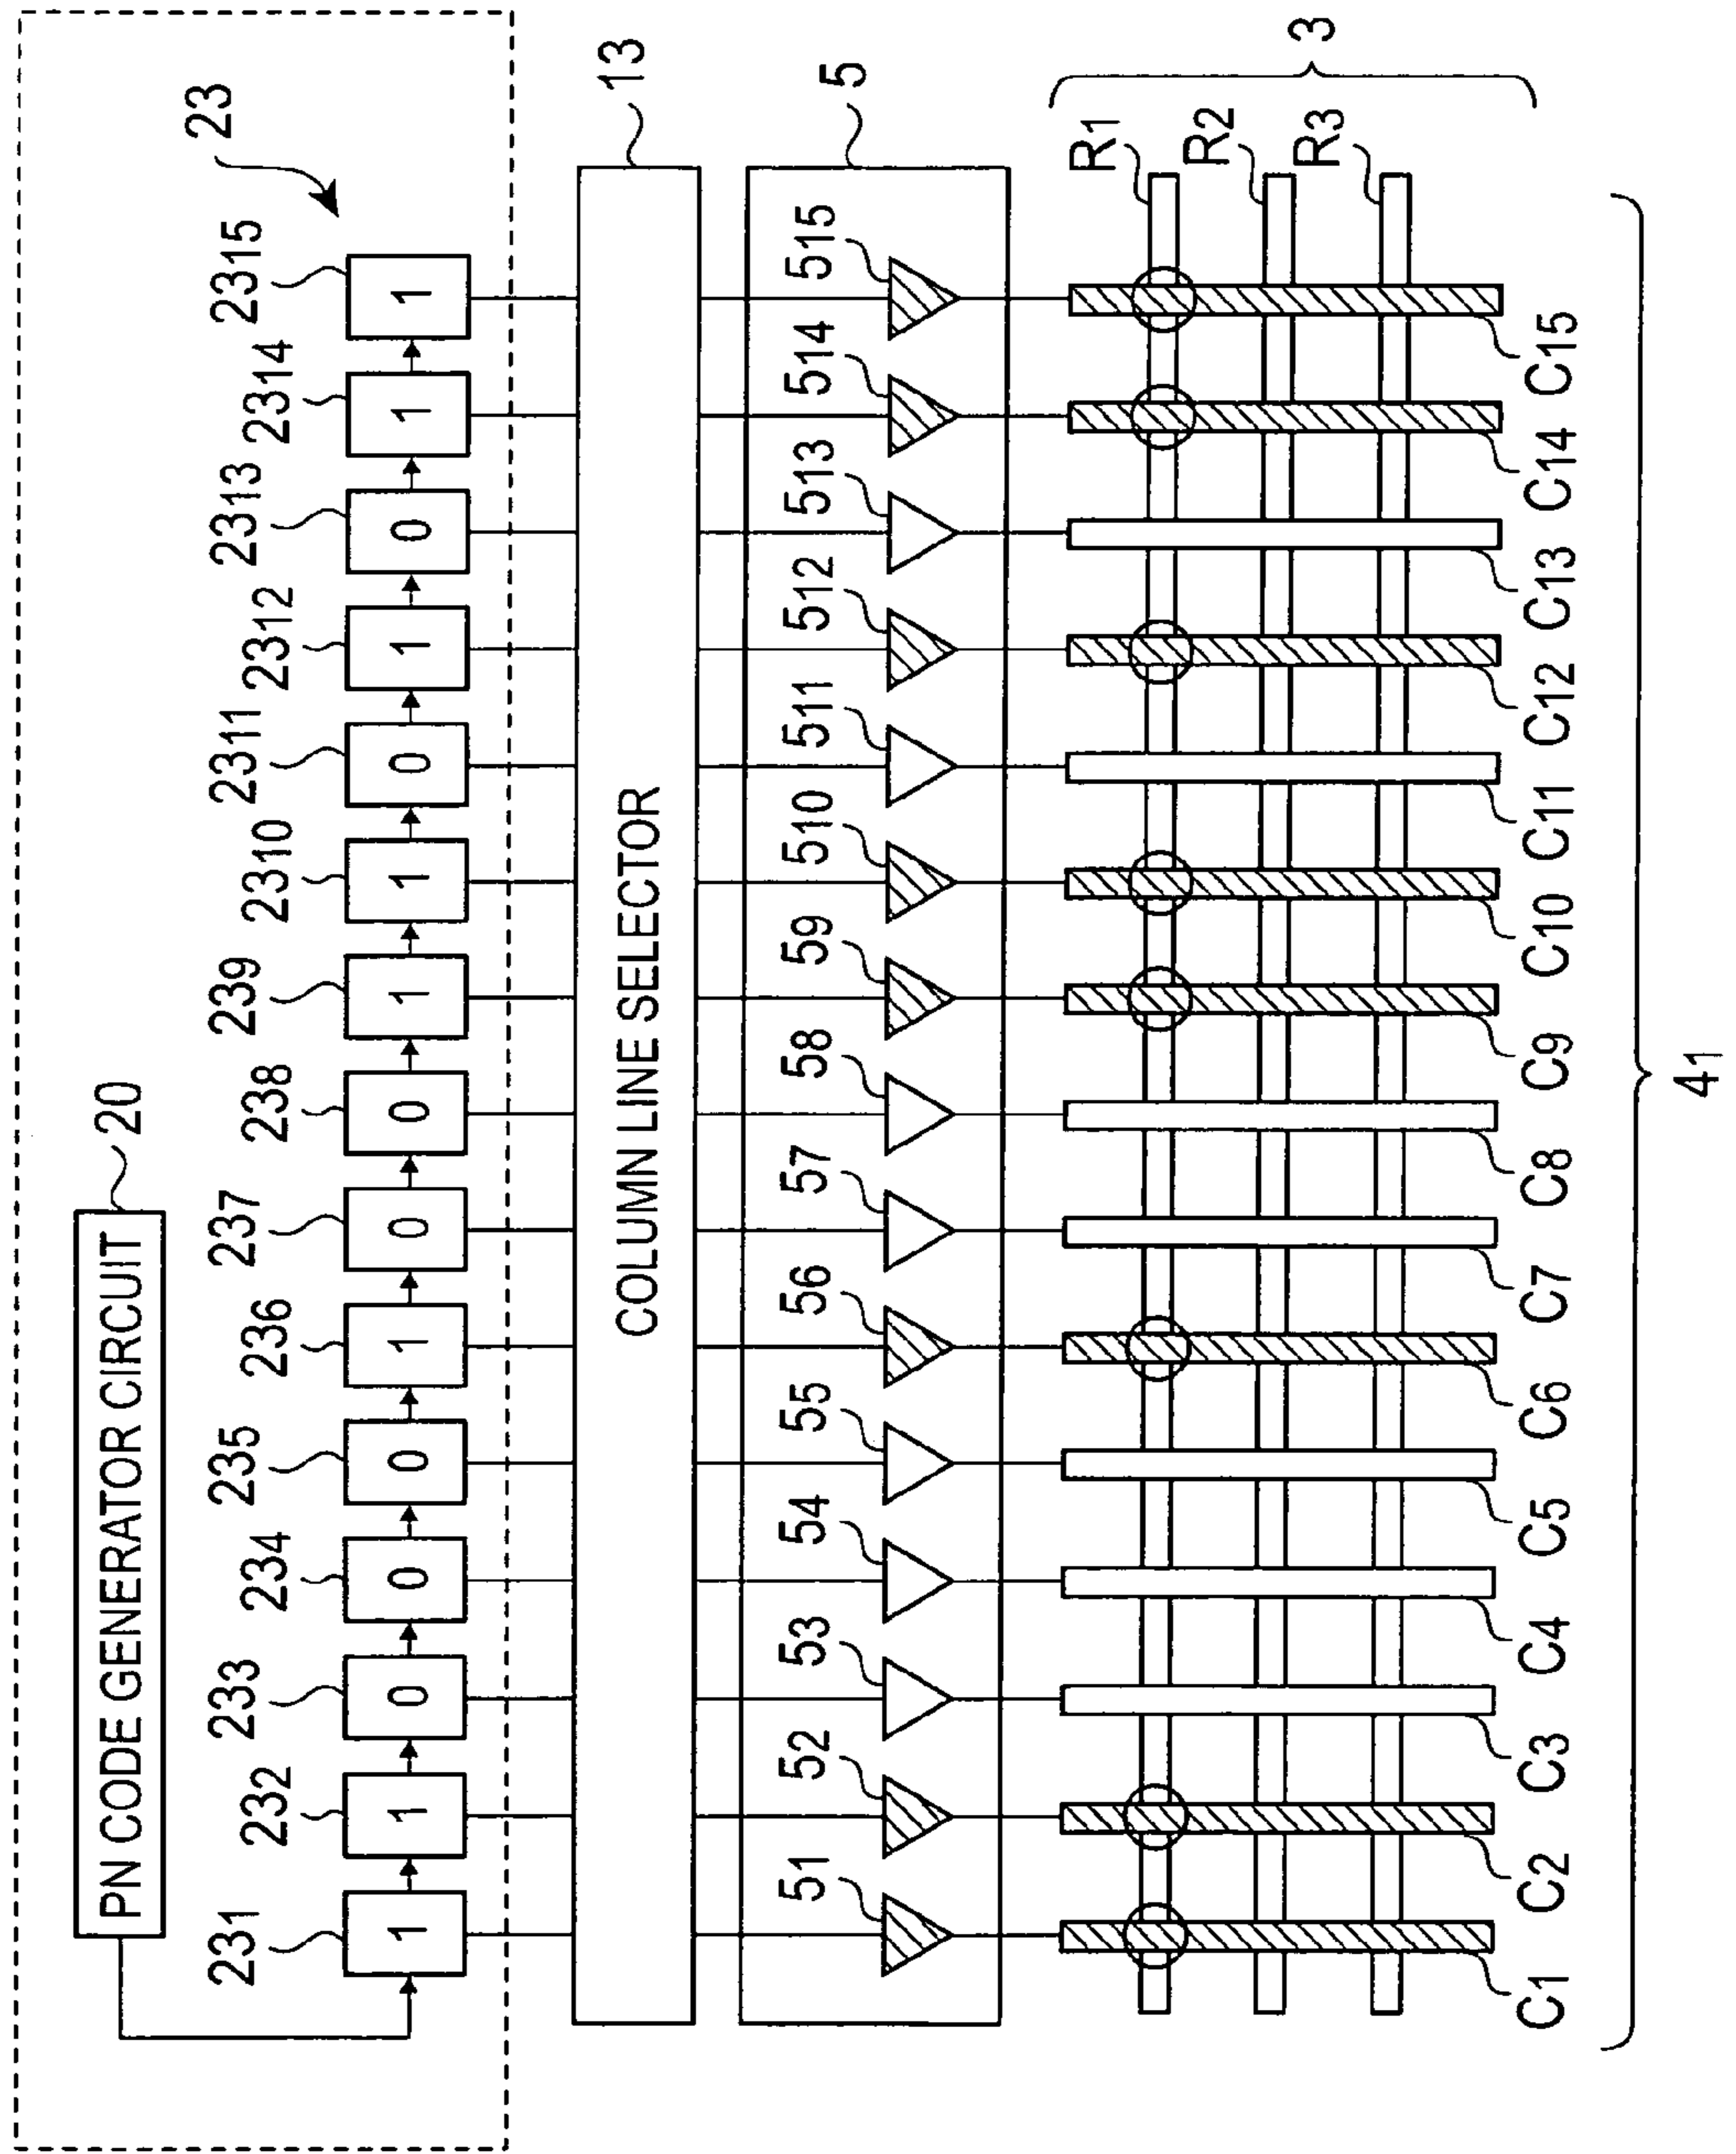 PN CODE GENERATOR CIRCUIT
20
23
231 232 233 234 235 236 237 238 239 2310 2311 2312 2313 2314 2315
1 1 0 0 0 1 0 0 1 1 0 1 0 1 1
COLUMN LINE SELECTOR
13
5
51 52 53 54 55 56 57 58 59 510 511 512 513 514 515
R1
R2
R3
3
C1 C2 C3 C4 C5 C6 C7 C8 C9 C10 C11 C12 C13 C14 C15
41